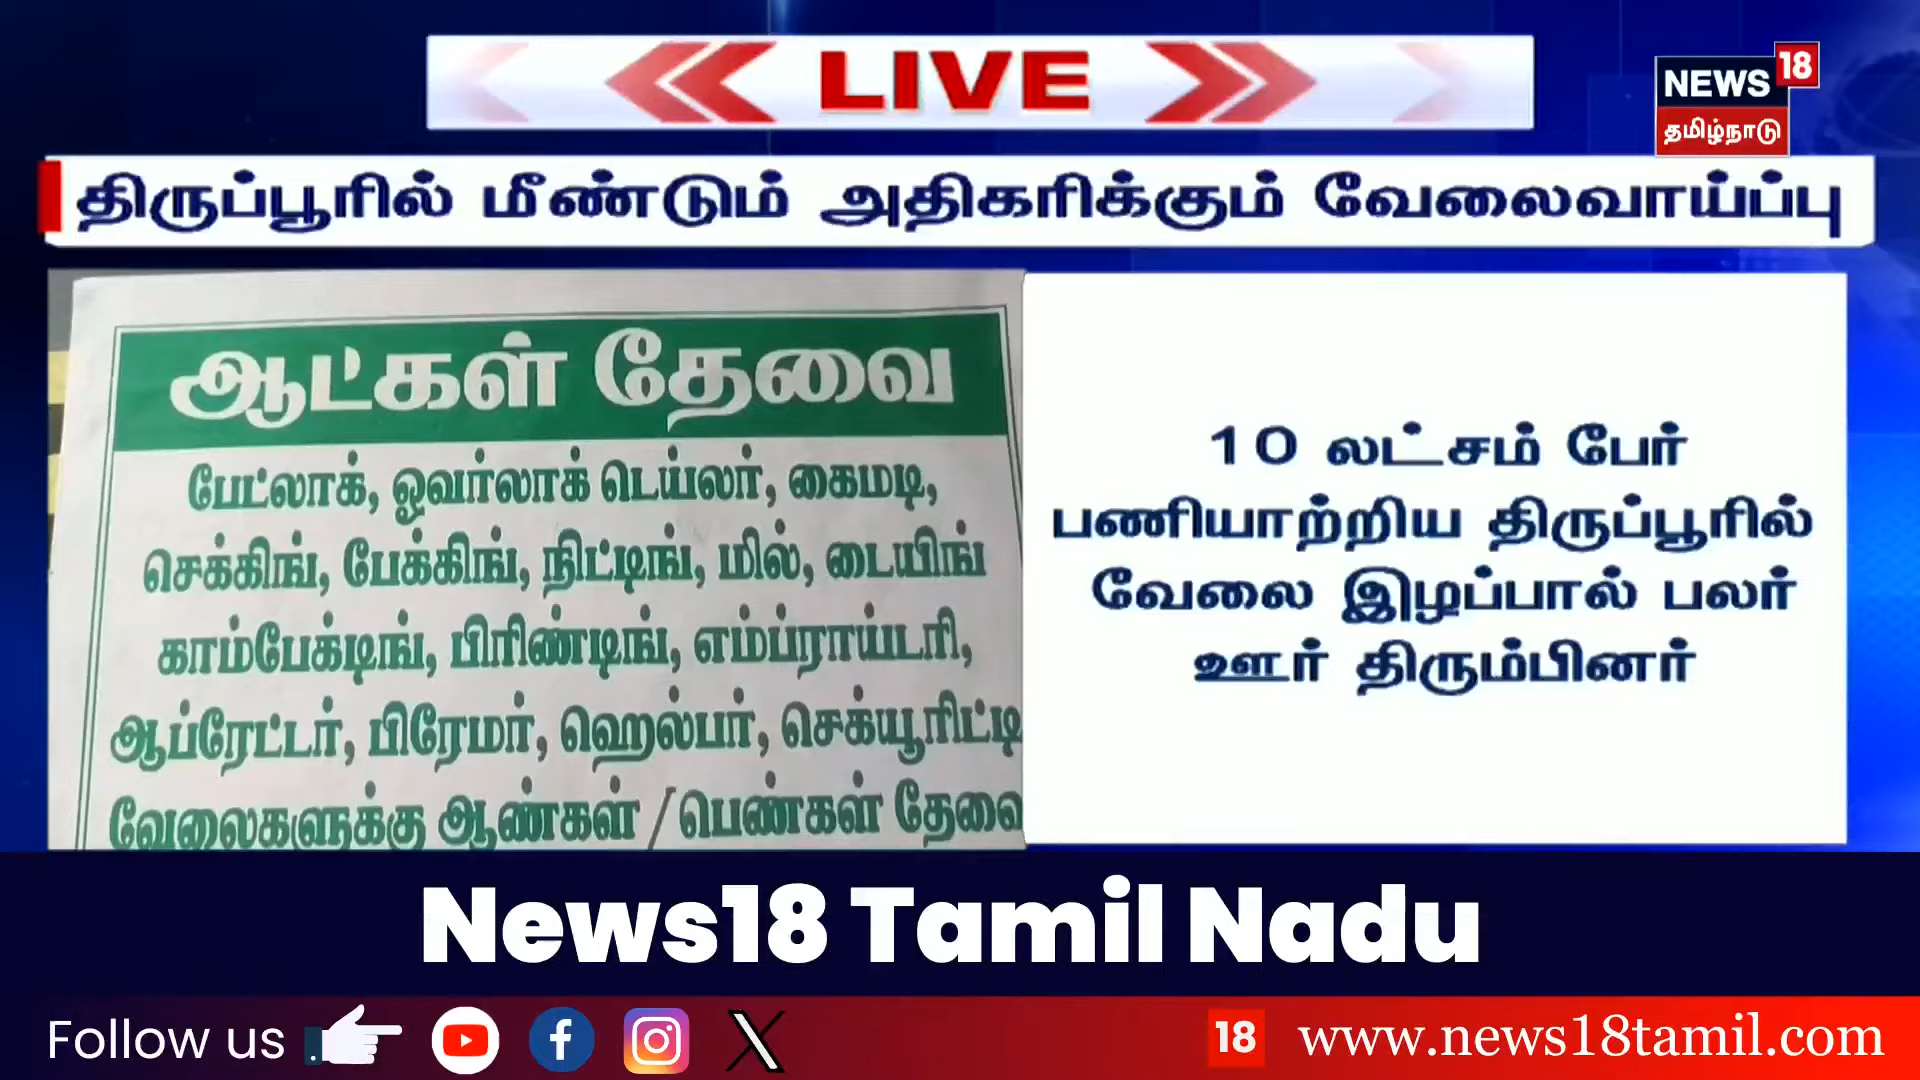 LIVE
NEWS 18
தமிழ்நாடு
திருப்பூரில் மீண்டும் அதிகரிக்கும் வேலைவாய்ப்பு
ஆட்கள் தேவை
பேட்லாக், ஓவர்லாக் டெய்லர், கைமடி,
செக்கிங், பேக்கிங், நிட்டிங், மில், டையிங்
காம்பேக்டிங், பிரிண்டிங், எம்ப்ராய்டரி,
ஆப்ரேட்டர், பிரேமர், ஹெல்பர், செக்யூரிட்டி
வேலைகளுக்கு ஆண்கள் / பெண்கள் தேவை
10 லட்சம் பேர்
பணியாற்றிய திருப்பூரில்
வேலை இழப்பால் பலர்
ஊர் திரும்பினர்
News18 Tamil Nadu
Follow us
18 www.news18tamil.com